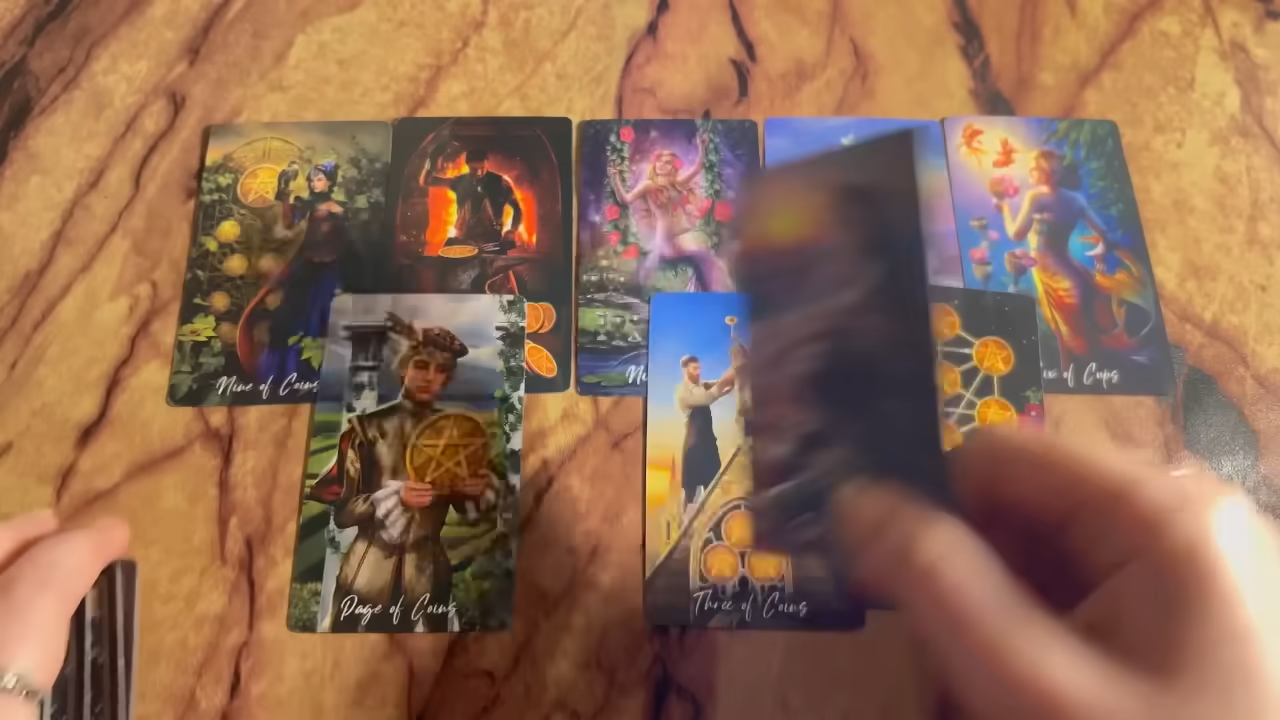 Nine of Coins
of Cups
Page of Coins
Three of Coins